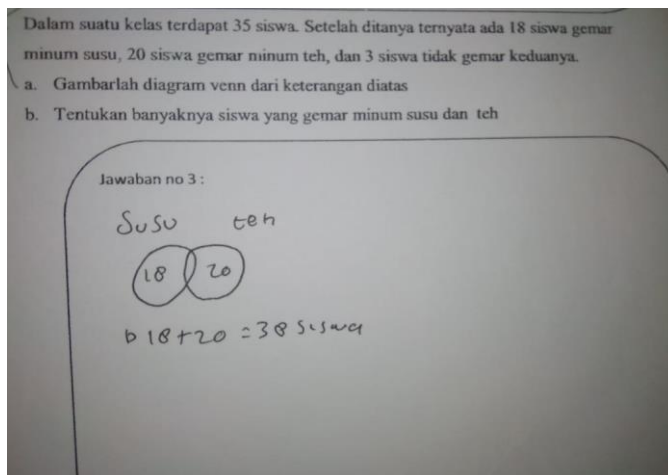 Dalam suatu kelas terdapat 35 siswa. Setelah ditanya ternyata ada 18 siswa gemar
minum susu, 20 siswa gemar minum teh, dan 3 siswa tidak gemar keduanya.
a. Gambarlah diagram venn dari keterangan diatas
b. Tentukan banyaknya siswa yang gemar minum susu dan teh
Jawaban no 3 :
Susu teh
18 20
b 18+20 = 38 siswa